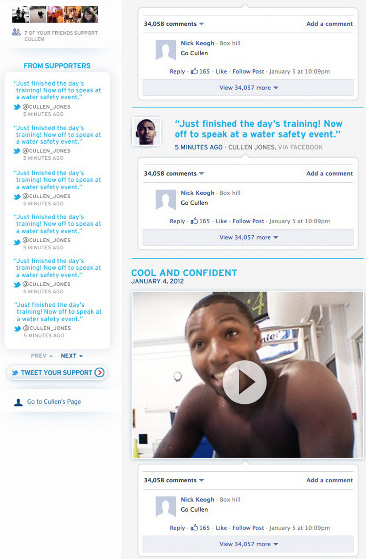 7 OF YOUR FRIENDS SUPPORT
CULLEN
FROM SUPPORTERS
"Just finished the day's
training! Now off to speak at
a water safety event."
@CULLEN_JONES
5 MINUTES AGO
"Just finished the day's
training! Now off to speak at
a water safety event."
@CULLEN_JONES
5 MINUTES AGO
"Just finished the day's
training! Now off to speak at
a water safety event."
@CULLEN_JONES
5 MINUTES AGO
"Just finished the day's
training! Now off to speak at
a water safety event."
@CULLEN_JONES
5 MINUTES AGO
"Just finished the day's
training! Now off to speak at
a water safety event."
@CULLEN_JONES
5 MINUTES AGO
"Just finished the day's
training! Now off to speak at
a water safety event."
@CULLEN_JONES
5 MINUTES AGO
PREV NEXT
TWEET YOUR SUPPORT
Go to Cullen's Page
34,058 comments Add a comment
Nick Keogh · Box hill
Go Cullen
Reply · 165 · Like · Follow Post · January 5 at 10:09pm
View 34,057 more
"Just finished the day's training! Now
off to speak at a water safety event."
5 MINUTES AGO · CULLEN JONES, VIA FACEBOOK
34,058 comments Add a comment
Nick Keogh · Box hill
Go Cullen
Reply · 165 · Like · Follow Post · January 5 at 10:09pm
View 34,057 more
COOL AND CONFIDENT
JANUARY 4, 2012
34,058 comments Add a comment
Nick Keogh · Box hill
Go Cullen
Reply · 165 · Like · Follow Post · January 5 at 10:09pm
View 34,057 more